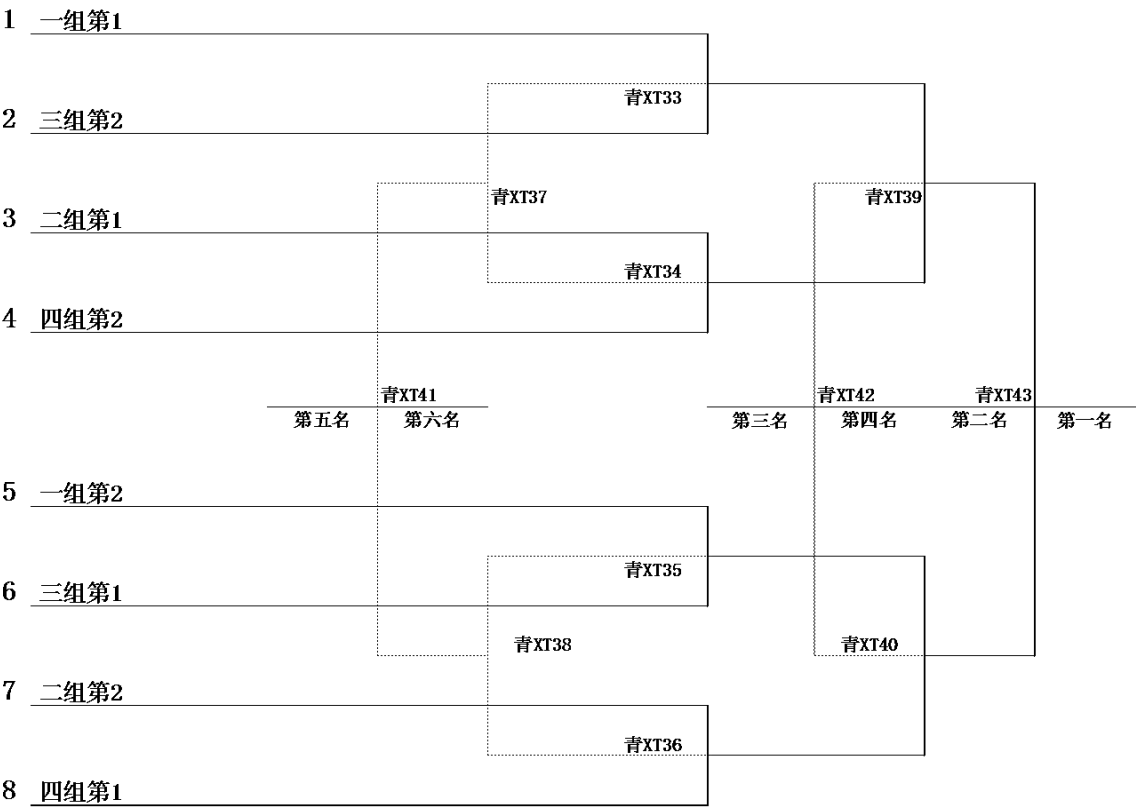 1 一组第1
青XT33
2 三组第2
青XT37
青XT39
3 二组第1
青XT34
4 四组第2
青XT41
青XT42
青XT43
第五名
第六名
第三名
第四名
第二名
第一名
5 一组第2
青XT35
6 三组第1
青XT38
青XT40
7 二组第2
青XT36
8 四组第1